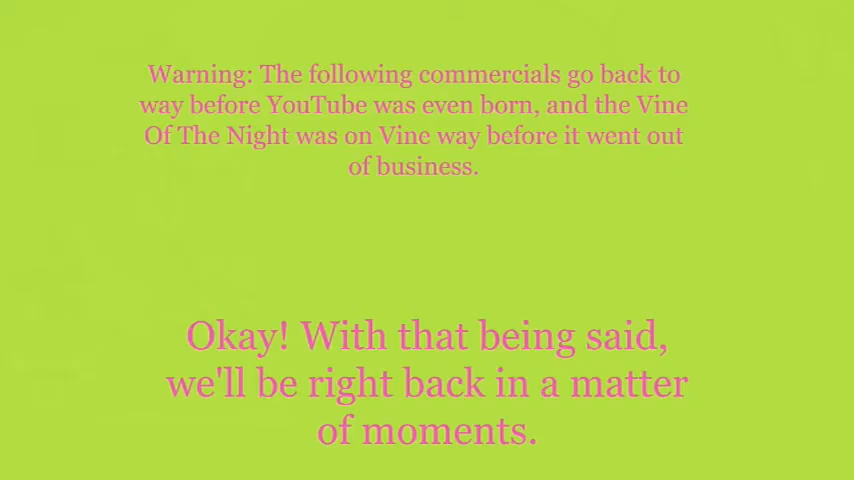 Warning: The following commercials go back to
way before YouTube was even born, and the Vine
Of The Night was on Vine way before it went out
of business.
Okay! With that being said,
we'll be right back in a matter
of moments.